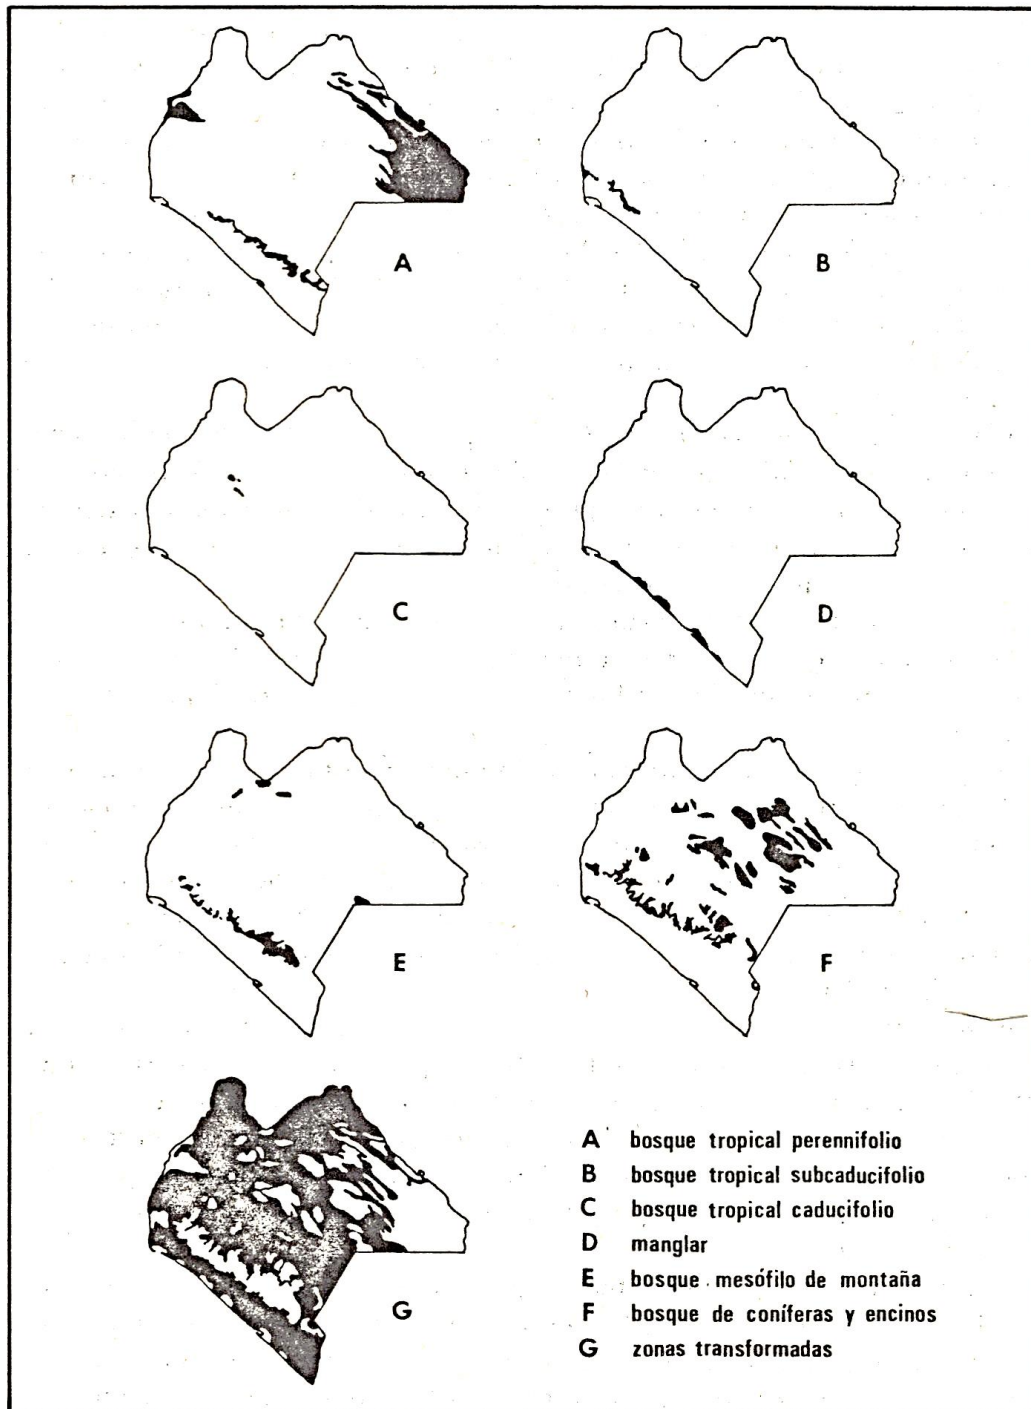 A
B
C
D
E
F
G
A bosque tropical perennifolio
B bosque tropical subcaducifolio
C bosque tropical caducifolio
D manglar
E bosque mesófilo de montaña
F bosque de coníferas y encinos
G zonas transformadas